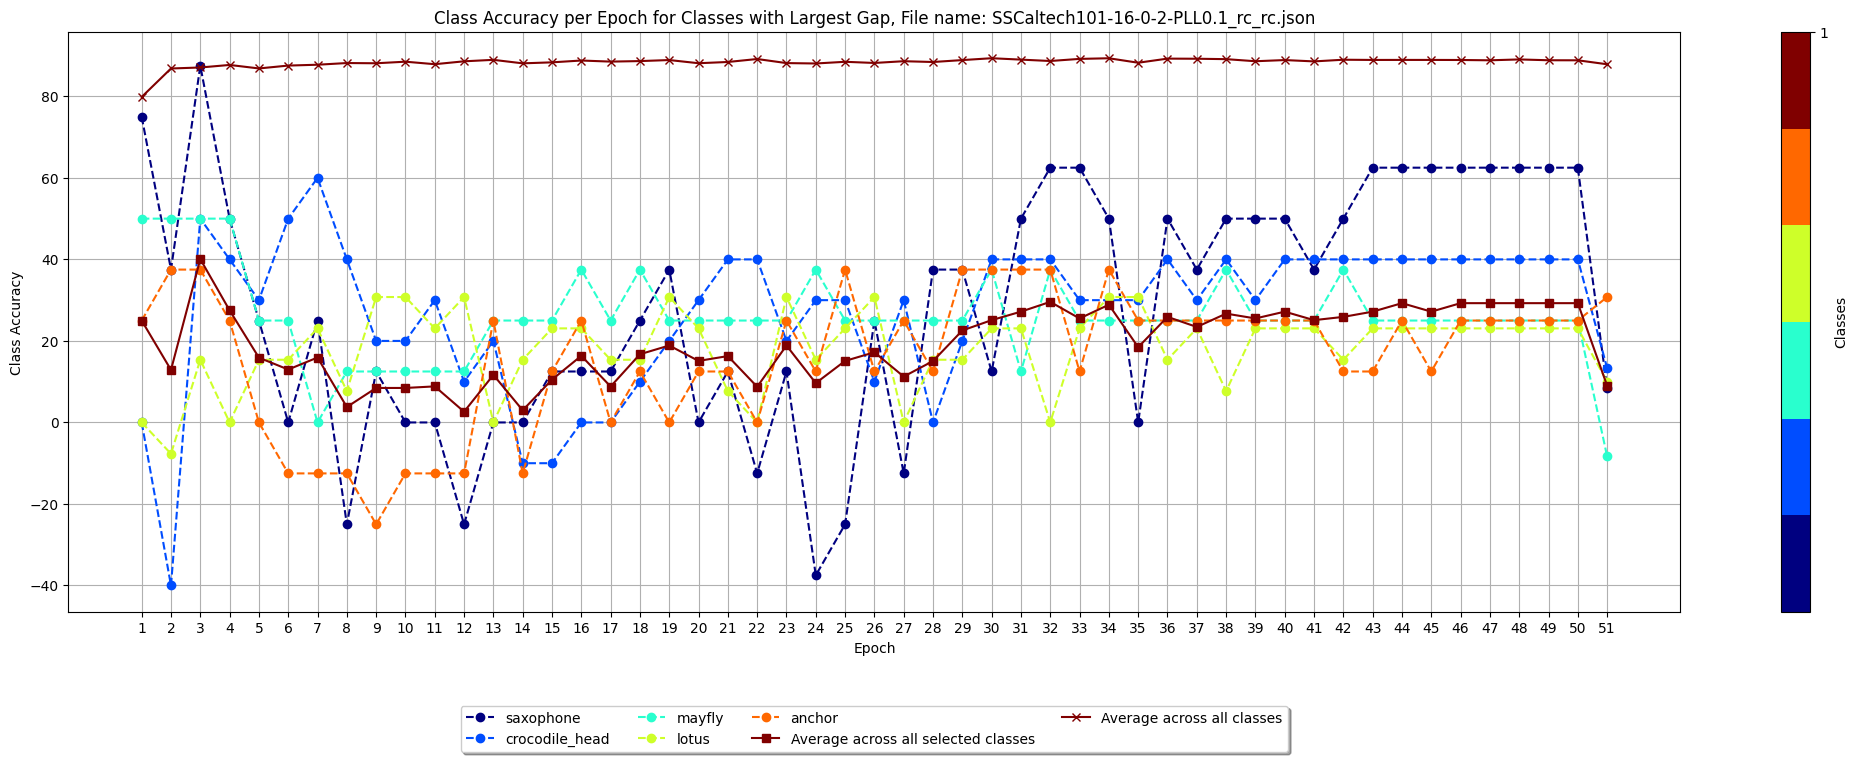 Class Accuracy per Epoch for Classes with Largest Gap, File name: SSCaltech101-16-0-2-PLL0.1_rc_rc.json
Class Accuracy
80
60
40
20
0
−20
−40
1 2 3 4 5 6 7 8 9 10 11 12 13 14 15 16 17 18 19 20 21 22 23 24 25 26 27 28 29 30 31 32 33 34 35 36 37 38 39 40 41 42 43 44 45 46 47 48 49 50 51
Epoch
1
Classes
saxophone mayfly anchor Average across all classes
crocodile_head lotus Average across all selected classes